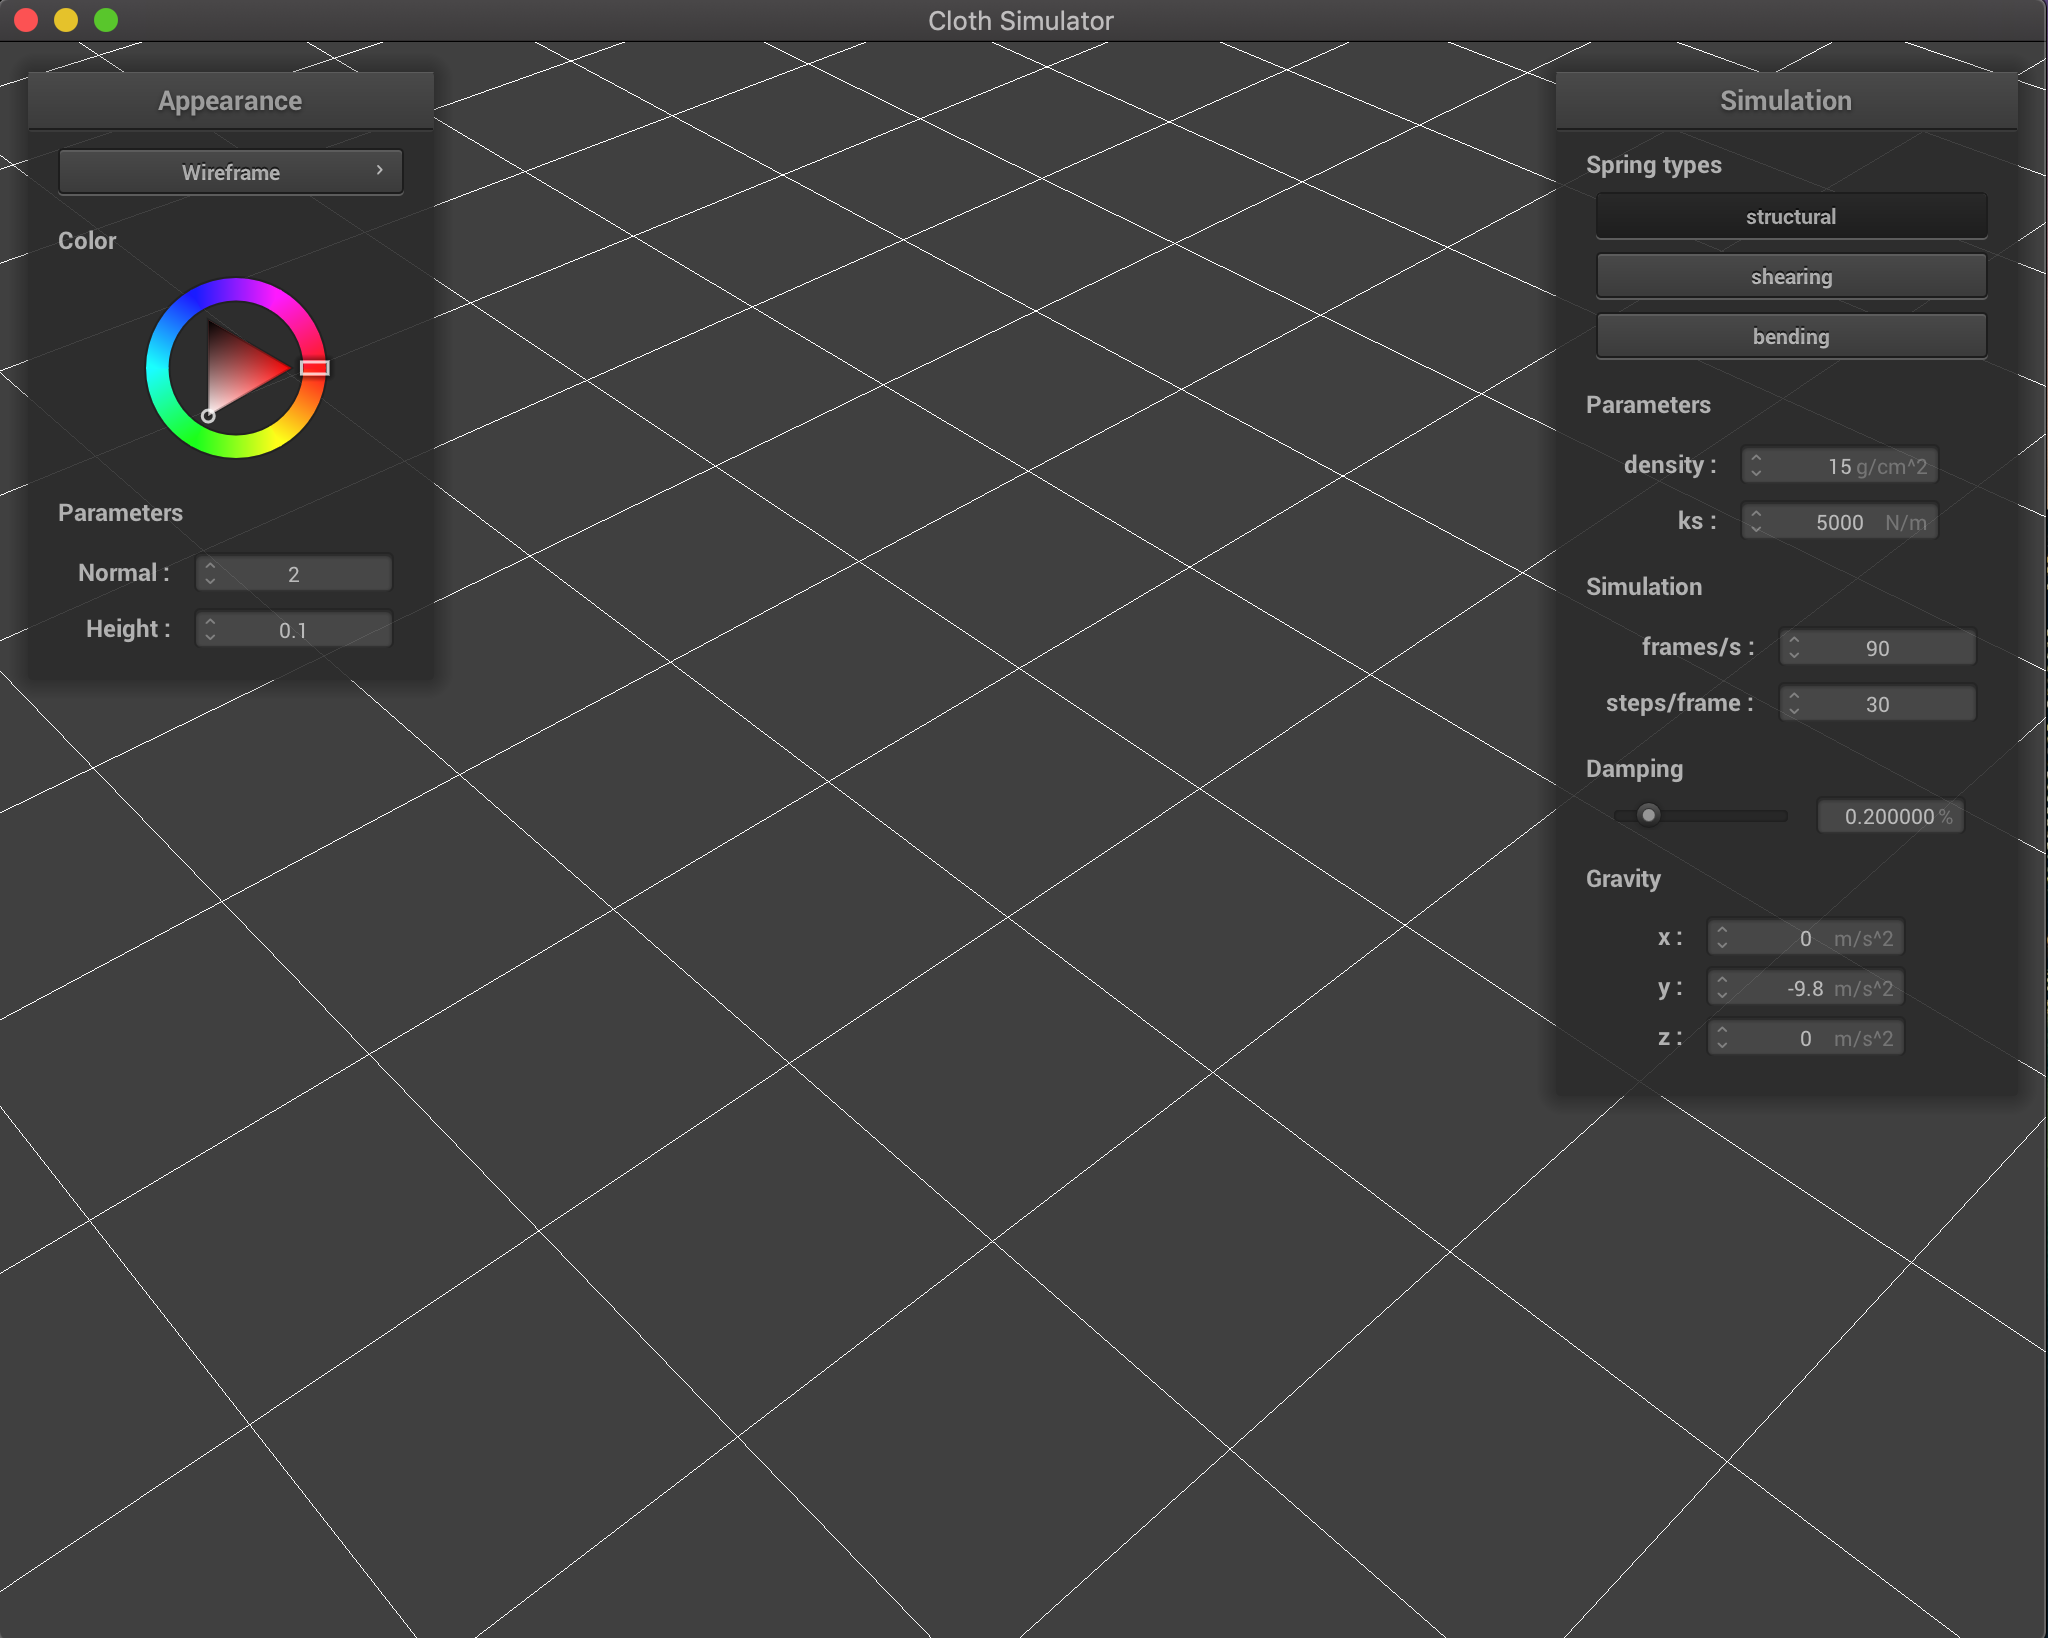 Cloth Simulator
Appearance
Wireframe
Color
Parameters
Normal : 2
Height : 0.1
Simulation
Spring types
structural
shearing
bending
Parameters
density : 15 g/cm^2
ks : 5000 N/m
Simulation
frames/s : 90
steps/frame : 30
Damping
0.200000 %
Gravity
x : 0 m/s^2
y : -9.8 m/s^2
z : 0 m/s^2